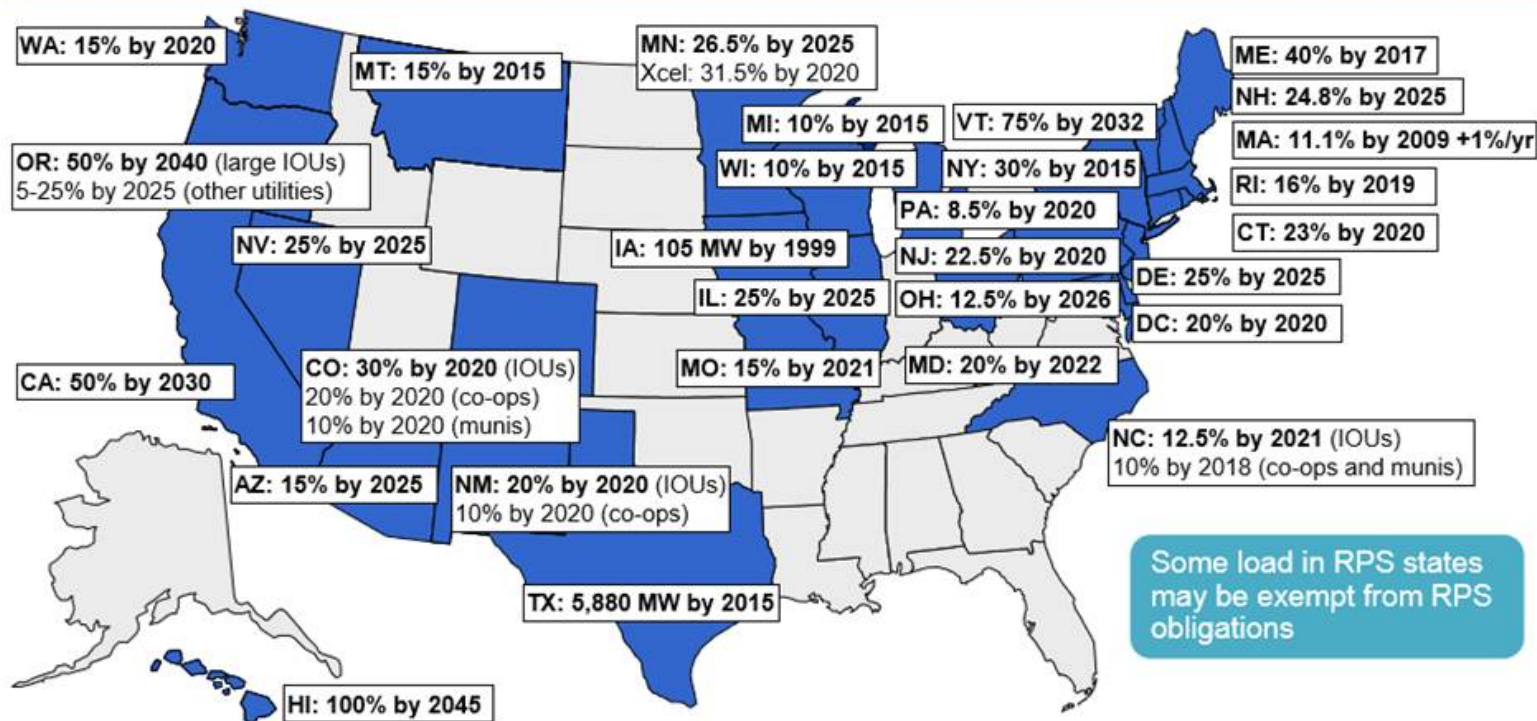 WA: 15% by 2020
MT: 15% by 2015
MN: 26.5% by 2025
Xcel: 31.5% by 2020
ME: 40% by 2017
NH: 24.8% by 2025
MI: 10% by 2015
VT: 75% by 2032
MA: 11.1% by 2009 +1%/yr
OR: 50% by 2040 (large IOUs)
5-25% by 2025 (other utilities)
WI: 10% by 2015
NY: 30% by 2015
RI: 16% by 2019
PA: 8.5% by 2020
CT: 23% by 2020
NV: 25% by 2025
IA: 105 MW by 1999
NJ: 22.5% by 2020
DE: 25% by 2025
IL: 25% by 2025
OH: 12.5% by 2026
DC: 20% by 2020
CA: 50% by 2030
CO: 30% by 2020 (IOUs)
20% by 2020 (co-ops)
10% by 2020 (munis)
MO: 15% by 2021
MD: 20% by 2022
NC: 12.5% by 2021 (IOUs)
10% by 2018 (co-ops and munis)
AZ: 15% by 2025
NM: 20% by 2020 (IOUs)
10% by 2020 (co-ops)
TX: 5,880 MW by 2015
Some load in RPS states
may be exempt from RPS
obligations
HI: 100% by 2045